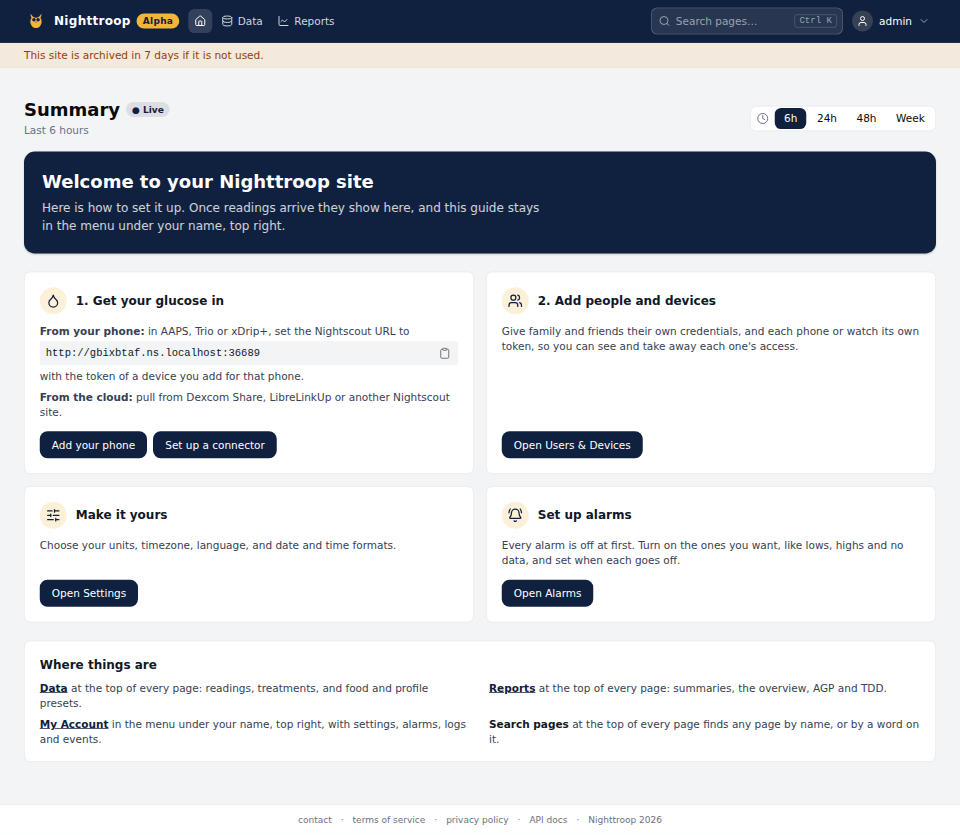 Nighttroop Alpha Data Reports Search pages... Ctrl K admin
This site is archived in 7 days if it is not used.
Summary Live
Last 6 hours
6h 24h 48h Week
Welcome to your Nighttroop site
Here is how to set it up. Once readings arrive they show here, and this guide stays
in the menu under your name, top right.
1. Get your glucose in
From your phone: in AAPS, Trio or xDrip+, set the Nightscout URL to
http://gbixbtaf.ns.localhost:36689
with the token of a device you add for that phone.
From the cloud: pull from Dexcom Share, LibreLinkUp or another Nightscout
site.
Add your phone Set up a connector
2. Add people and devices
Give family and friends their own credentials, and each phone or watch its own
token, so you can see and take away each one's access.
Open Users & Devices
Make it yours
Choose your units, timezone, language, and date and time formats.
Open Settings
Set up alarms
Every alarm is off at first. Turn on the ones you want, like lows, highs and no
data, and set when each goes off.
Open Alarms
Where things are
Data at the top of every page: readings, treatments, and food and profile
presets.
Reports at the top of every page: summaries, the overview, AGP and TDD.
My Account in the menu under your name, top right, with settings, alarms, logs
and events.
Search pages at the top of every page finds any page by name, or by a word on
it.
contact · terms of service · privacy policy · API docs · Nighttroop 2026